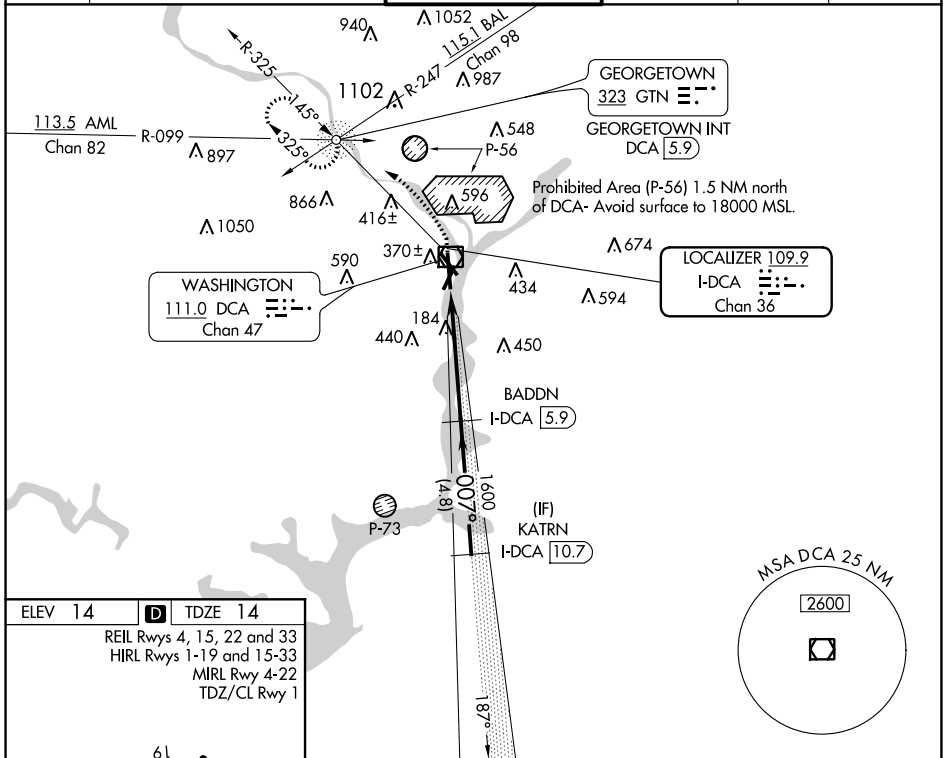 940
1052
115.1 BAL
Chan 98
R-247
R-325
987
1102
GEORGETOWN
323 GTN
145°
325°
113.5 AML
Chan 82
R-099
897
548
P-56
GEORGETOWN INT
DCA 5.9
Prohibited Area (P-56) 1.5 NM north
of DCA- Avoid surface to 18000 MSL.
596
866
416±
1050
370±
674
590
434
594
WASHINGTON
111.0 DCA
Chan 47
LOCALIZER 109.9
I-DCA
Chan 36
184
440
450
BADDN
I-DCA 5.9
1600
007°
(4.8)
P-73
(IF)
KATRN
I-DCA 10.7
MSA DCA 25 NM
2600
187°
ELEV 14
D
TDZE 14
REIL Rwys 4, 15, 22 and 33
HIRL Rwys 1-19 and 15-33
MIRL Rwy 4-22
TDZ/CL Rwy 1
19